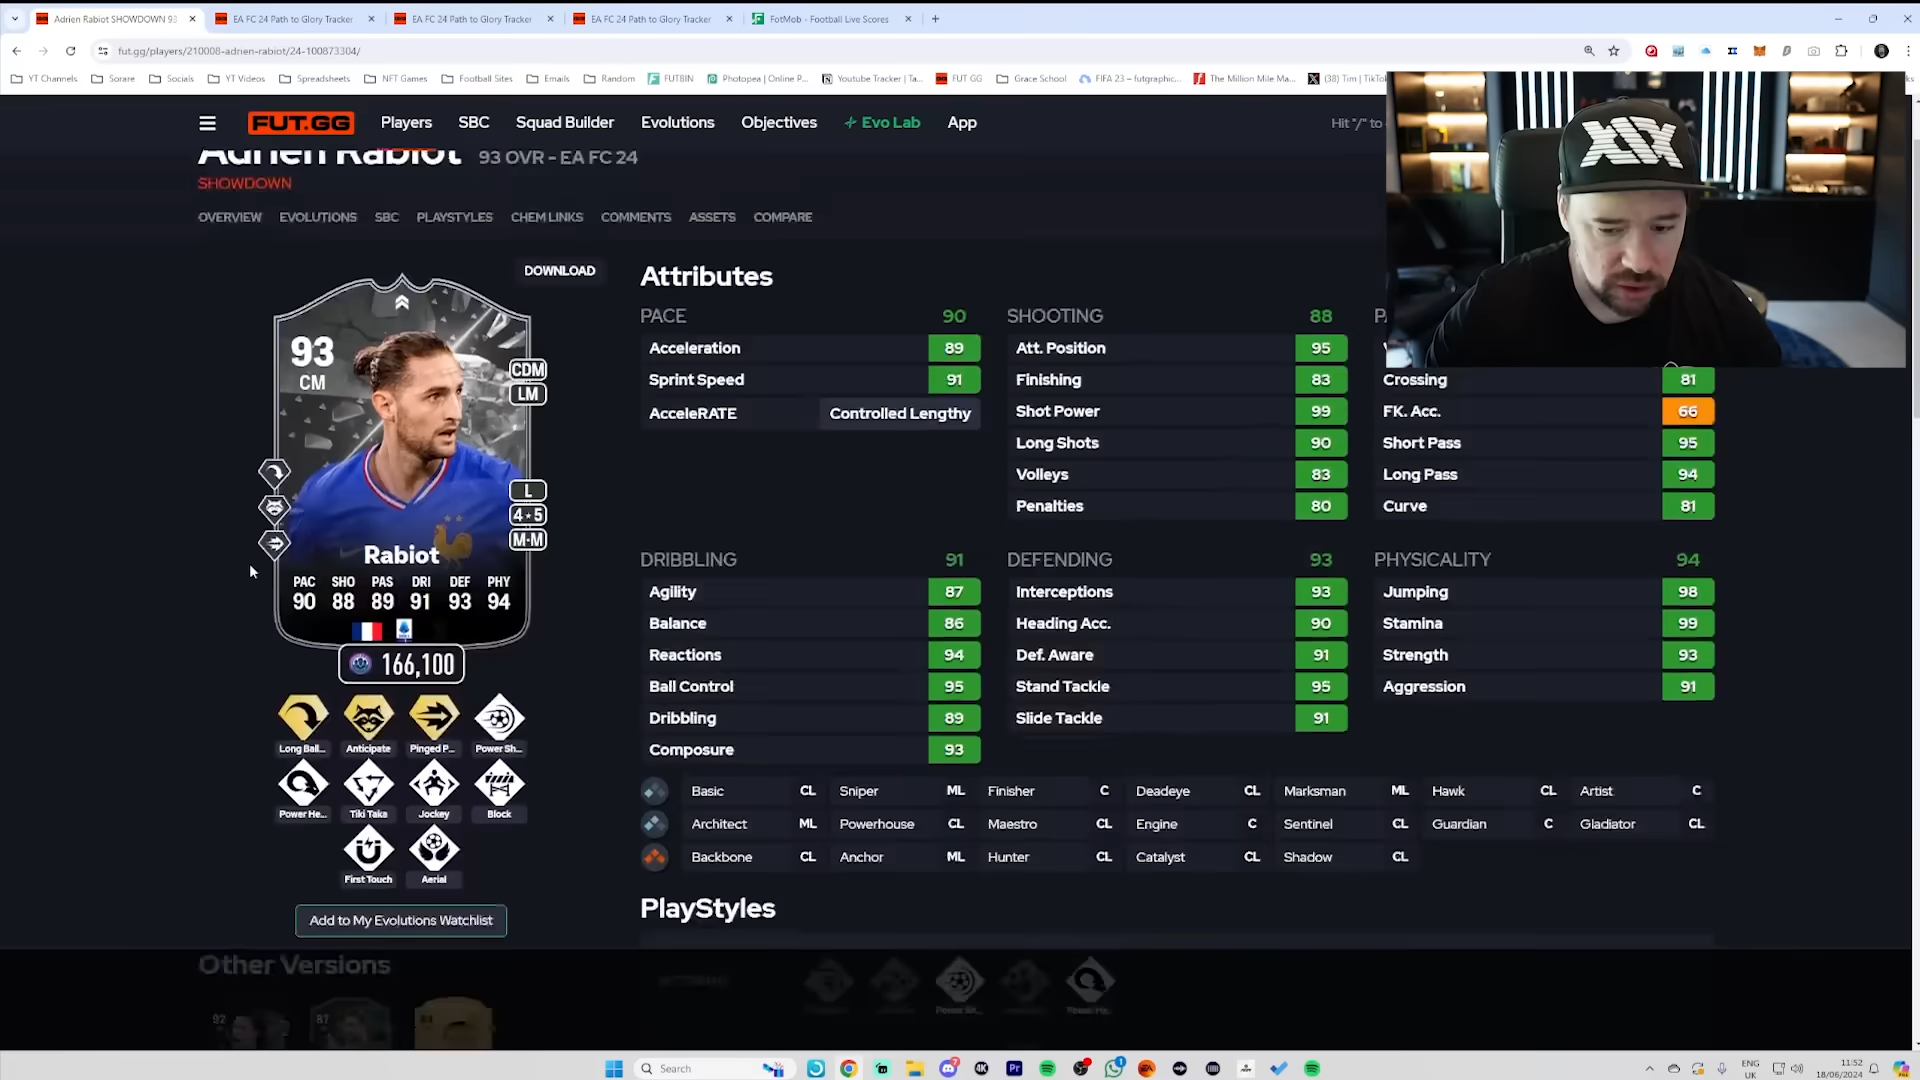 Adrien Rabiot SHOWDOWN 93
EA FC 24 Path to Glory Tracker
EA FC 24 Path to Glory Tracker
EA FC 24 Path to Glory Tracker
FotMob - Football Live Scores
fut.gg/players/210008-adrien-rabiot/24-100873304/
YT Channels
Sorare
Socials
YT Videos
Spreadsheets
NFT Games
Football Sites
Emails
Random
FUTBIN
Photopea | Online P...
Youtube Tracker | Ta...
FUT GG
Grace School
FIFA 23 – futgraphic...
The Million Mile Ma...
(38) Tim | TikTo
FUT.GG
Players
SBC
Squad Builder
Evolutions
Objectives
Evo Lab
App
Hit "/" to
Adrien Rabiot 93 OVR - EA FC 24
SHOWDOWN
OVERVIEW
EVOLUTIONS
SBC
PLAYSTYLES
CHEM LINKS
COMMENTS
ASSETS
COMPARE
DOWNLOAD
93
CM
CDM
LM
L
4★5
M-M
Rabiot
PAC SHO PAS DRI DEF PHY
90 88 89 91 93 94
166,100
Long Ball... Anticipate Pinged P... Power Sh...
Power He... Tiki Taka Jockey Block
First Touch Aerial
Add to My Evolutions Watchlist
Attributes
PACE 90
Acceleration 89
Sprint Speed 91
AcceleRATE Controlled Lengthy
SHOOTING 88
Att. Position 95
Finishing 83
Shot Power 99
Long Shots 90
Volleys 83
Penalties 80
Crossing 81
FK. Acc. 66
Short Pass 95
Long Pass 94
Curve 81
DRIBBLING 91
Agility 87
Balance 86
Reactions 94
Ball Control 95
Dribbling 89
Composure 93
DEFENDING 93
Interceptions 93
Heading Acc. 90
Def. Aware 91
Stand Tackle 95
Slide Tackle 91
PHYSICALITY 94
Jumping 98
Stamina 99
Strength 93
Aggression 91
Basic CL Sniper ML Finisher C Deadeye CL Marksman ML Hawk CL Artist C
Architect ML Powerhouse CL Maestro CL Engine C Sentinel CL Guardian C Gladiator CL
Backbone CL Anchor ML Hunter CL Catalyst CL Shadow CL
PlayStyles
Other Versions
92 87
Search
ENG
UK
11:52
18/06/2024